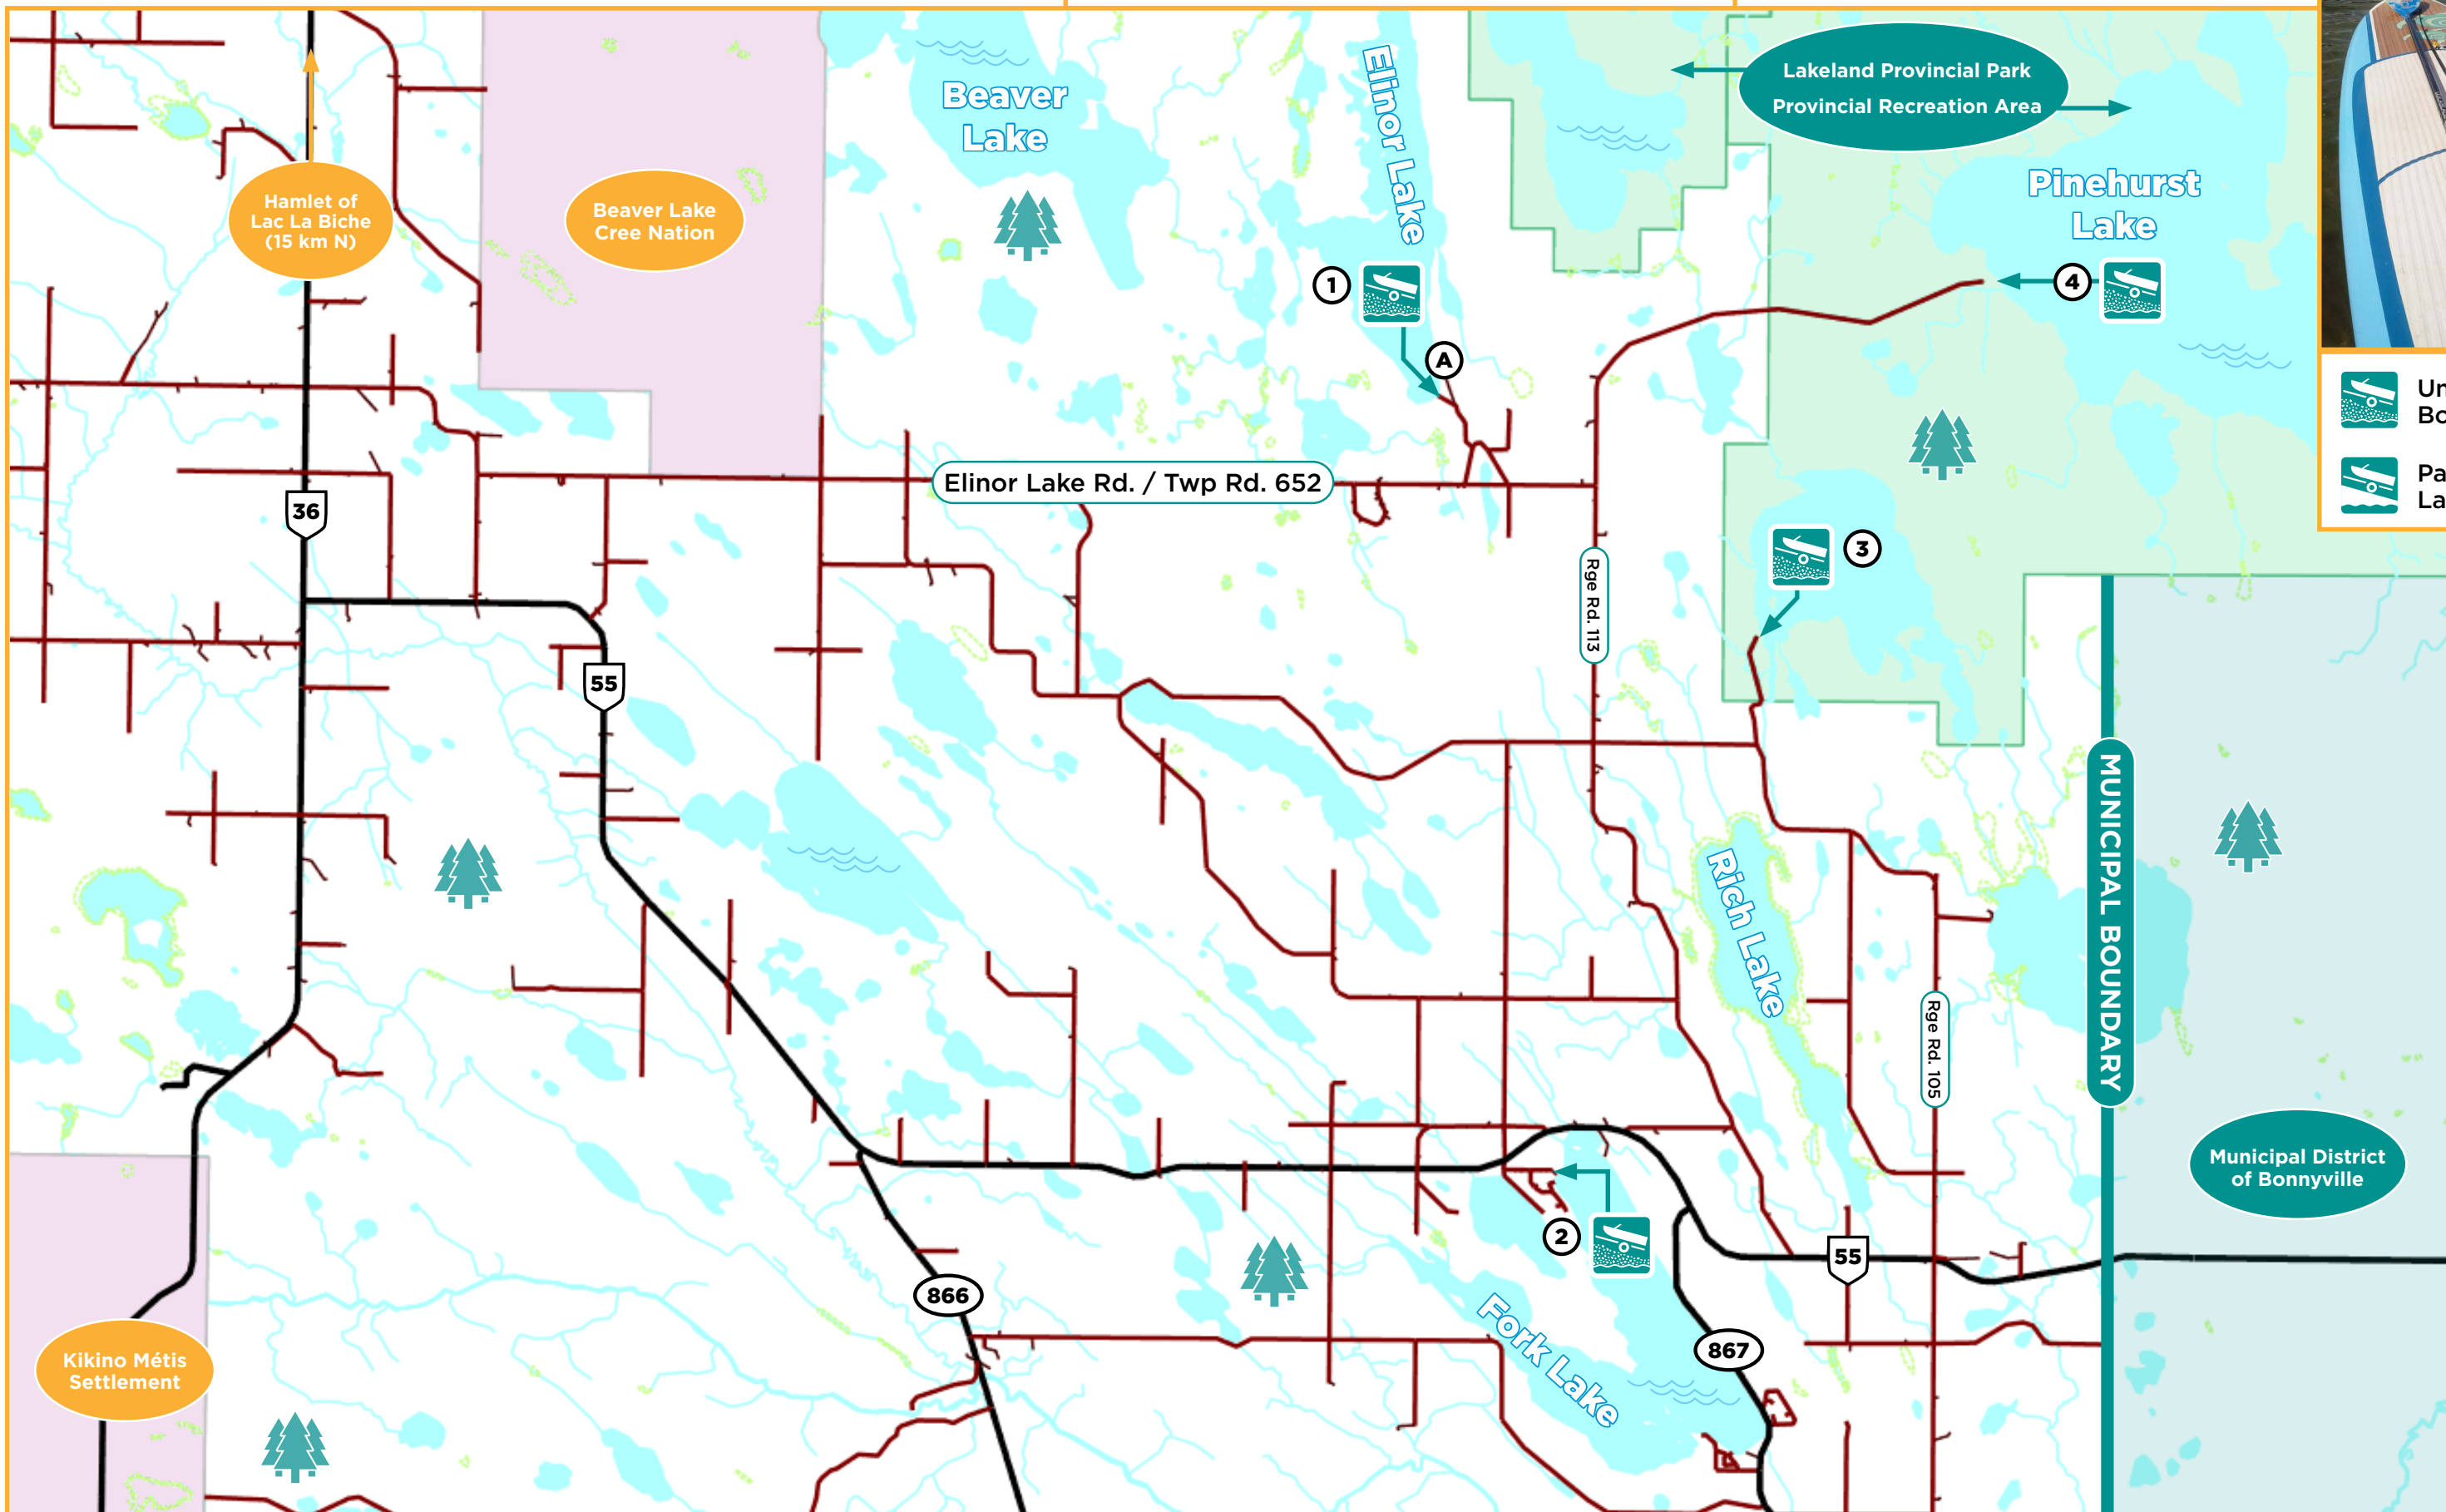 Lakeland Provincial Park
Provincial Recreation Area
Beaver
Lake
Elinor Lake
Pinehurst
Lake
Hamlet of
Lac La Biche
(15 km N)
Beaver Lake
Cree Nation
1
4
A
Elinor Lake Rd. / Twp Rd. 652
36
3
Rge Rd. 113
55
MUNICIPAL BOUNDARY
Rich Lake
Rge Rd. 105
Municipal District
of Bonnyville
2
55
866
Fork Lake
867
Kikino Métis
Settlement